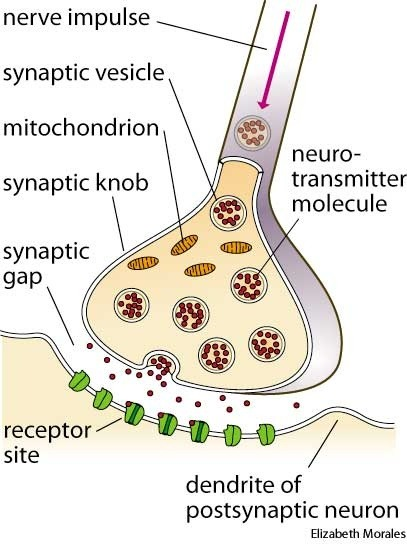 nerve impulse
synaptic vesicle
mitochondrion
synaptic knob
synaptic
gap
neuro-
transmitter
molecule
receptor
site
dendrite of
postsynaptic neuron
Elizabeth Morales